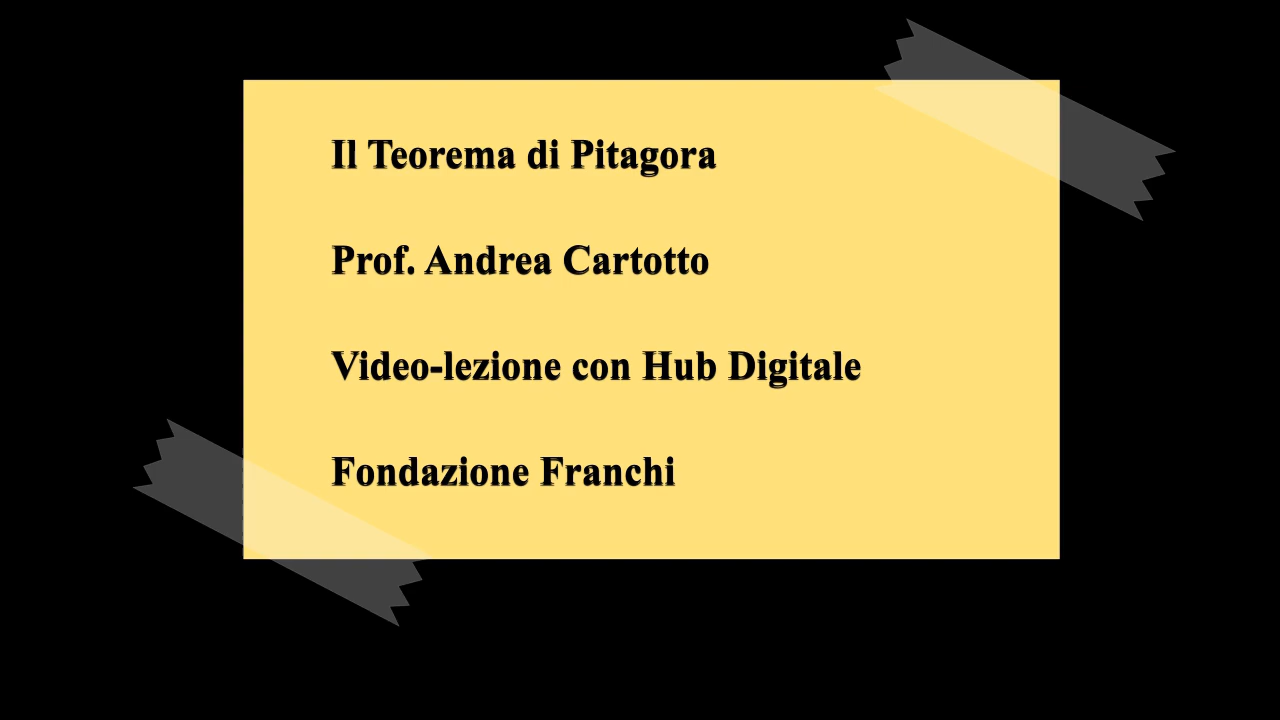 Il Teorema di Pitagora
Prof. Andrea Cartotto
Video-lezione con Hub Digitale
Fondazione Franchi